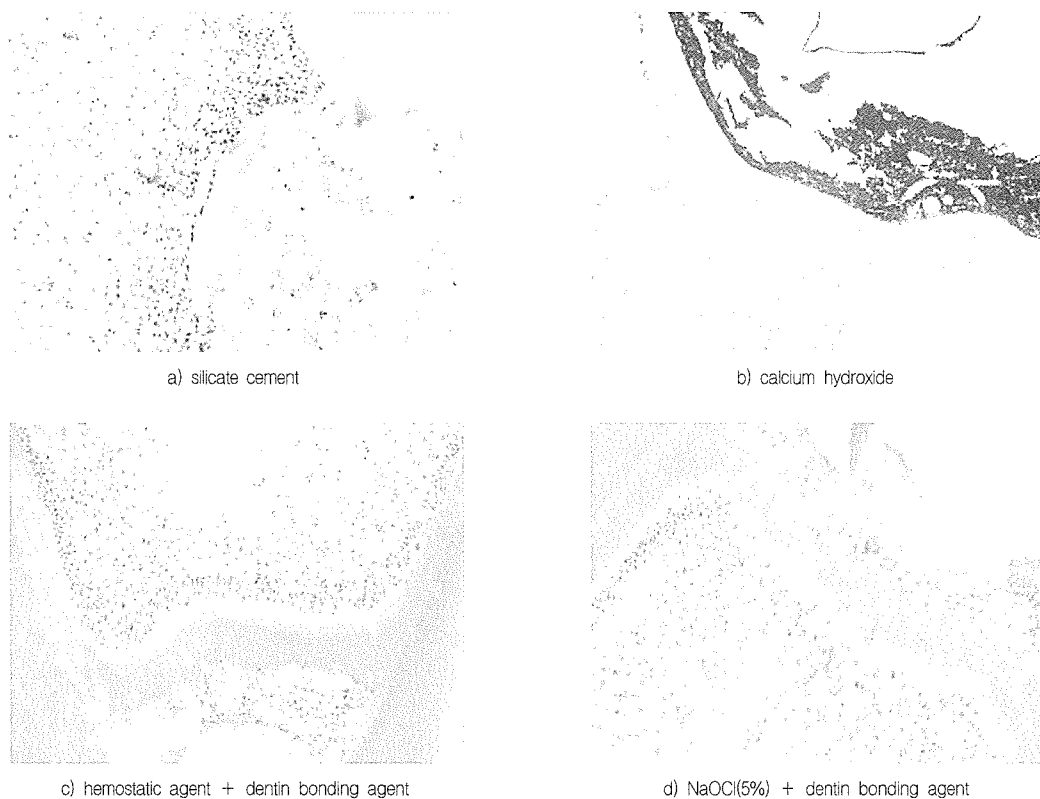 a) silicate cement
b) calcium hydroxide
c) hemostatic agent + dentin bonding agent
d) NaOCl(5%) + dentin bonding agent